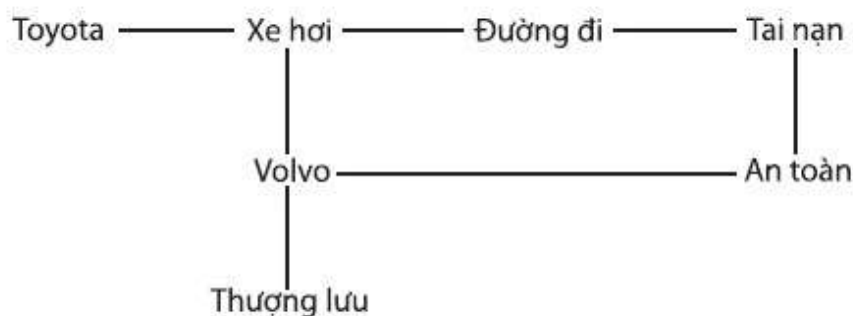 Toyota Xe hơi Đường đi Tai nạn
Volvo An toàn
Thượng lưu